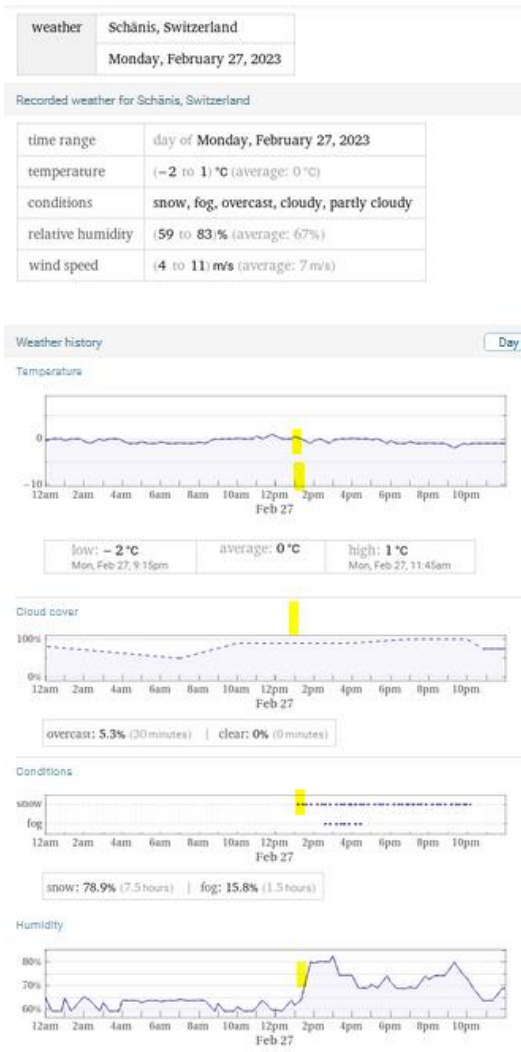 weather Schänis, Switzerland
Monday, February 27, 2023
Recorded weather for Schänis, Switzerland
time range day of Monday, February 27, 2023
temperature (−2 to 1) °C (average: 0 °C)
conditions snow, fog, overcast, cloudy, partly cloudy
relative humidity (59 to 83)% (average: 67%)
wind speed (4 to 11) m/s (average: 7 m/s)
Weather history Day
Temperature
0
−10
12am 2am 4am 6am 8am 10am 12pm 2pm 4pm 6pm 8pm 10pm
Feb 27
low: −2 °C average: 0 °C high: 1 °C
Mon, Feb 27, 9:15pm Mon, Feb 27, 11:45am
Cloud cover
100%
0%
12am 2am 4am 6am 8am 10am 12pm 2pm 4pm 6pm 8pm 10pm
Feb 27
overcast: 5.3% (30 minutes) | clear: 0% (0 minutes)
Conditions
snow
fog
12am 2am 4am 6am 8am 10am 12pm 2pm 4pm 6pm 8pm 10pm
Feb 27
snow: 78.9% (7.5 hours) | fog: 15.8% (1.5 hours)
Humidity
80%
70%
60%
12am 2am 4am 6am 8am 10am 12pm 2pm 4pm 6pm 8pm 10pm
Feb 27